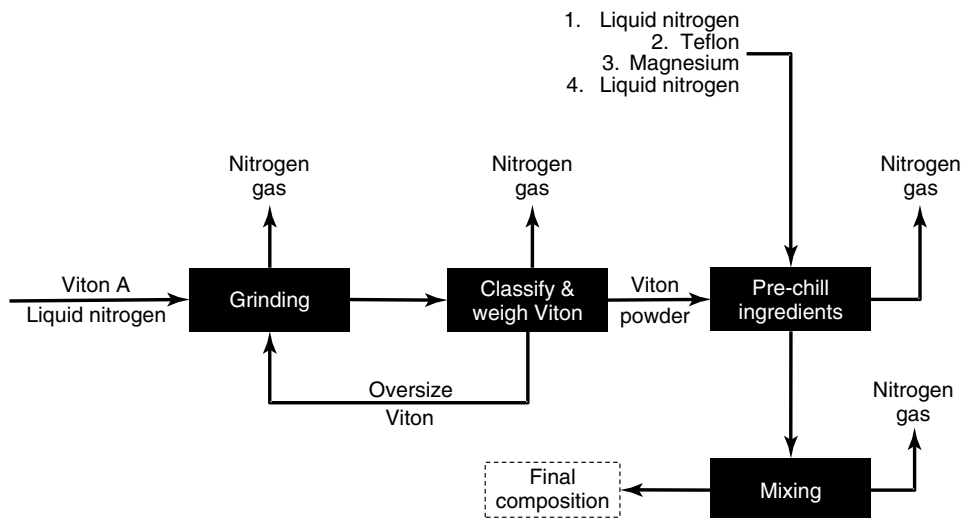 1. Liquid nitrogen
2. Teflon
3. Magnesium
4. Liquid nitrogen
Nitrogen
gas
Nitrogen
gas
Nitrogen
gas
Viton A
Liquid nitrogen
Grinding
Classify &
weigh Viton
Viton
powder
Pre-chill
ingredients
Oversize
Viton
Nitrogen
gas
Final
composition
Mixing